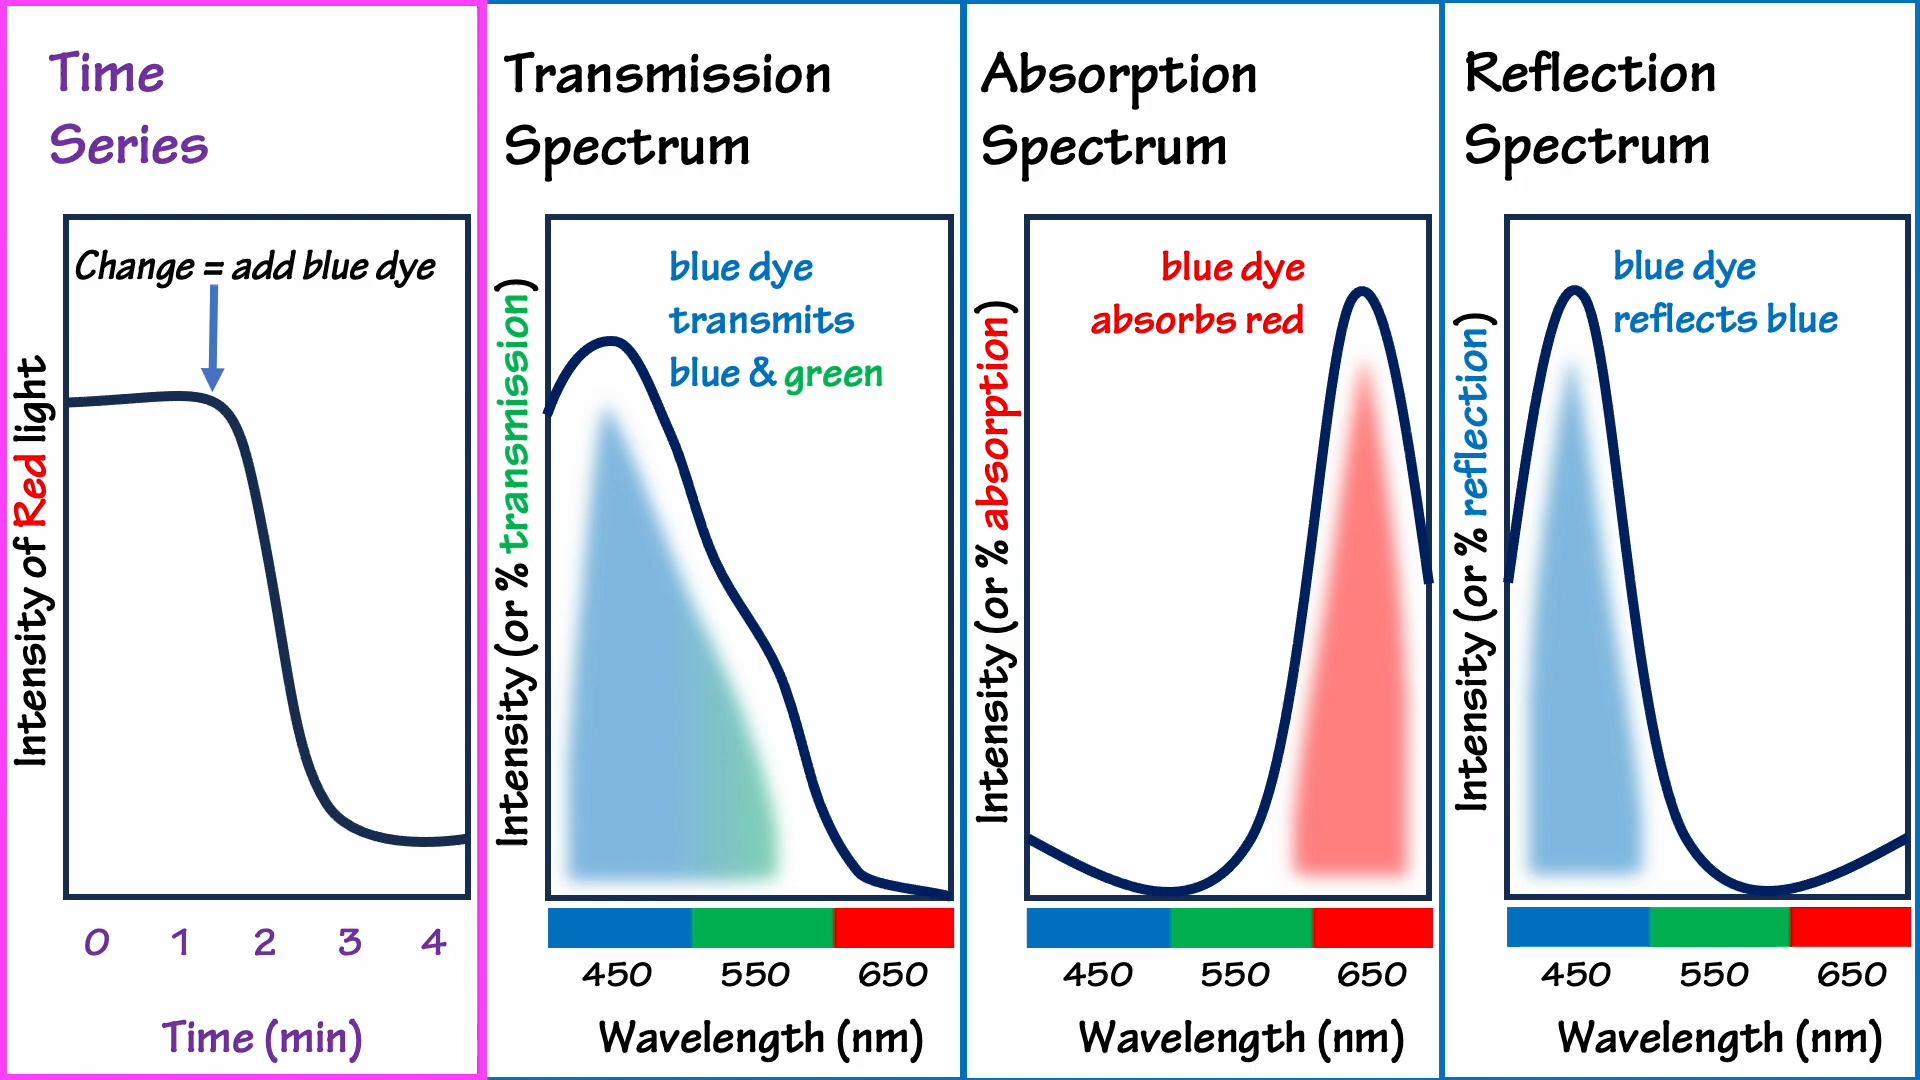 Time
Series
Change = add blue dye
Intensity of Red light
0 1 2 3 4
Time (min)
Transmission
Spectrum
blue dye
transmits
blue & green
Intensity (or % transmission)
450 550 650
Wavelength (nm)
Absorption
Spectrum
blue dye
absorbs red
Intensity (or % absorption)
450 550 650
Wavelength (nm)
Reflection
Spectrum
blue dye
reflects blue
Intensity (or % reflection)
450 550 650
Wavelength (nm)